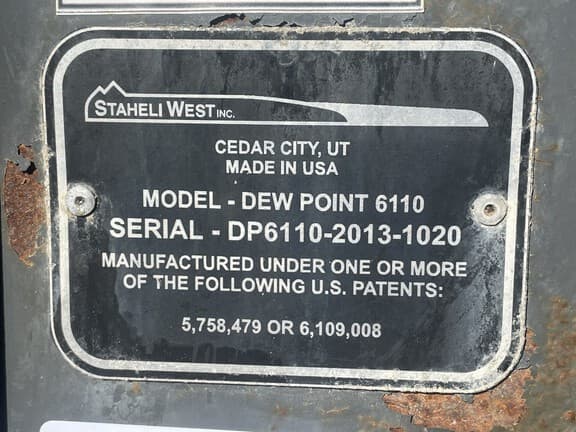 STAHELI WEST INC.
CEDAR CITY, UT
MADE IN USA
MODEL - DEW POINT 6110
SERIAL - DP6110-2013-1020
MANUFACTURED UNDER ONE OR MORE
OF THE FOLLOWING U.S. PATENTS:
5,758,479 OR 6,109,008